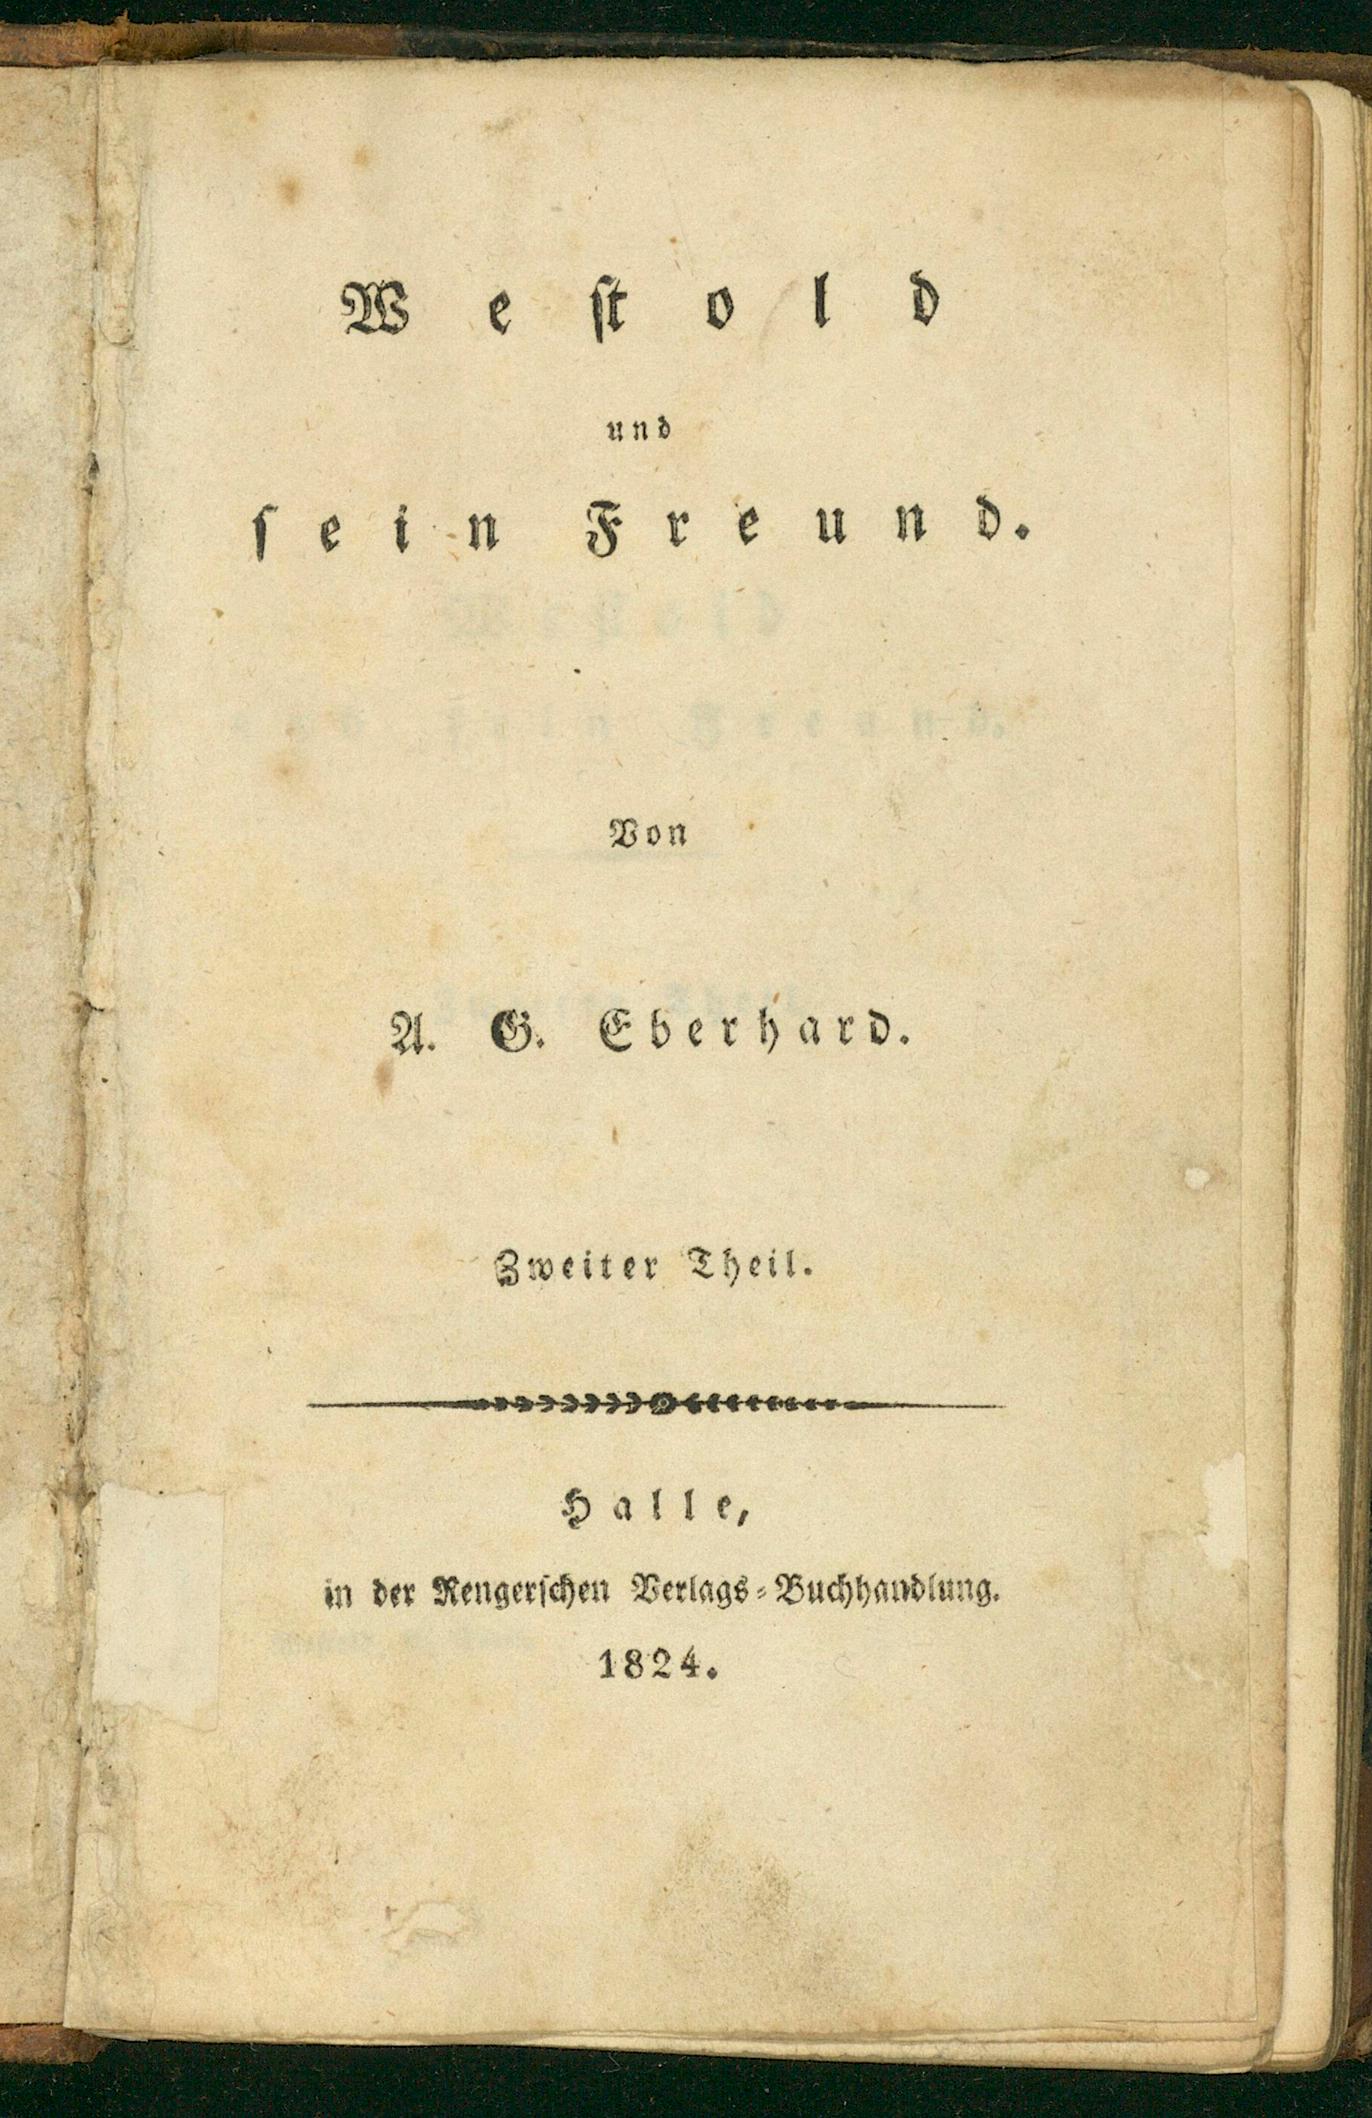 Weſtold
und
ſein Freund.
Von
A. G. Eberhard.
Zweiter Theil.
Halle,
in der Rengerſchen Verlags-Buchhandlung.
1824.